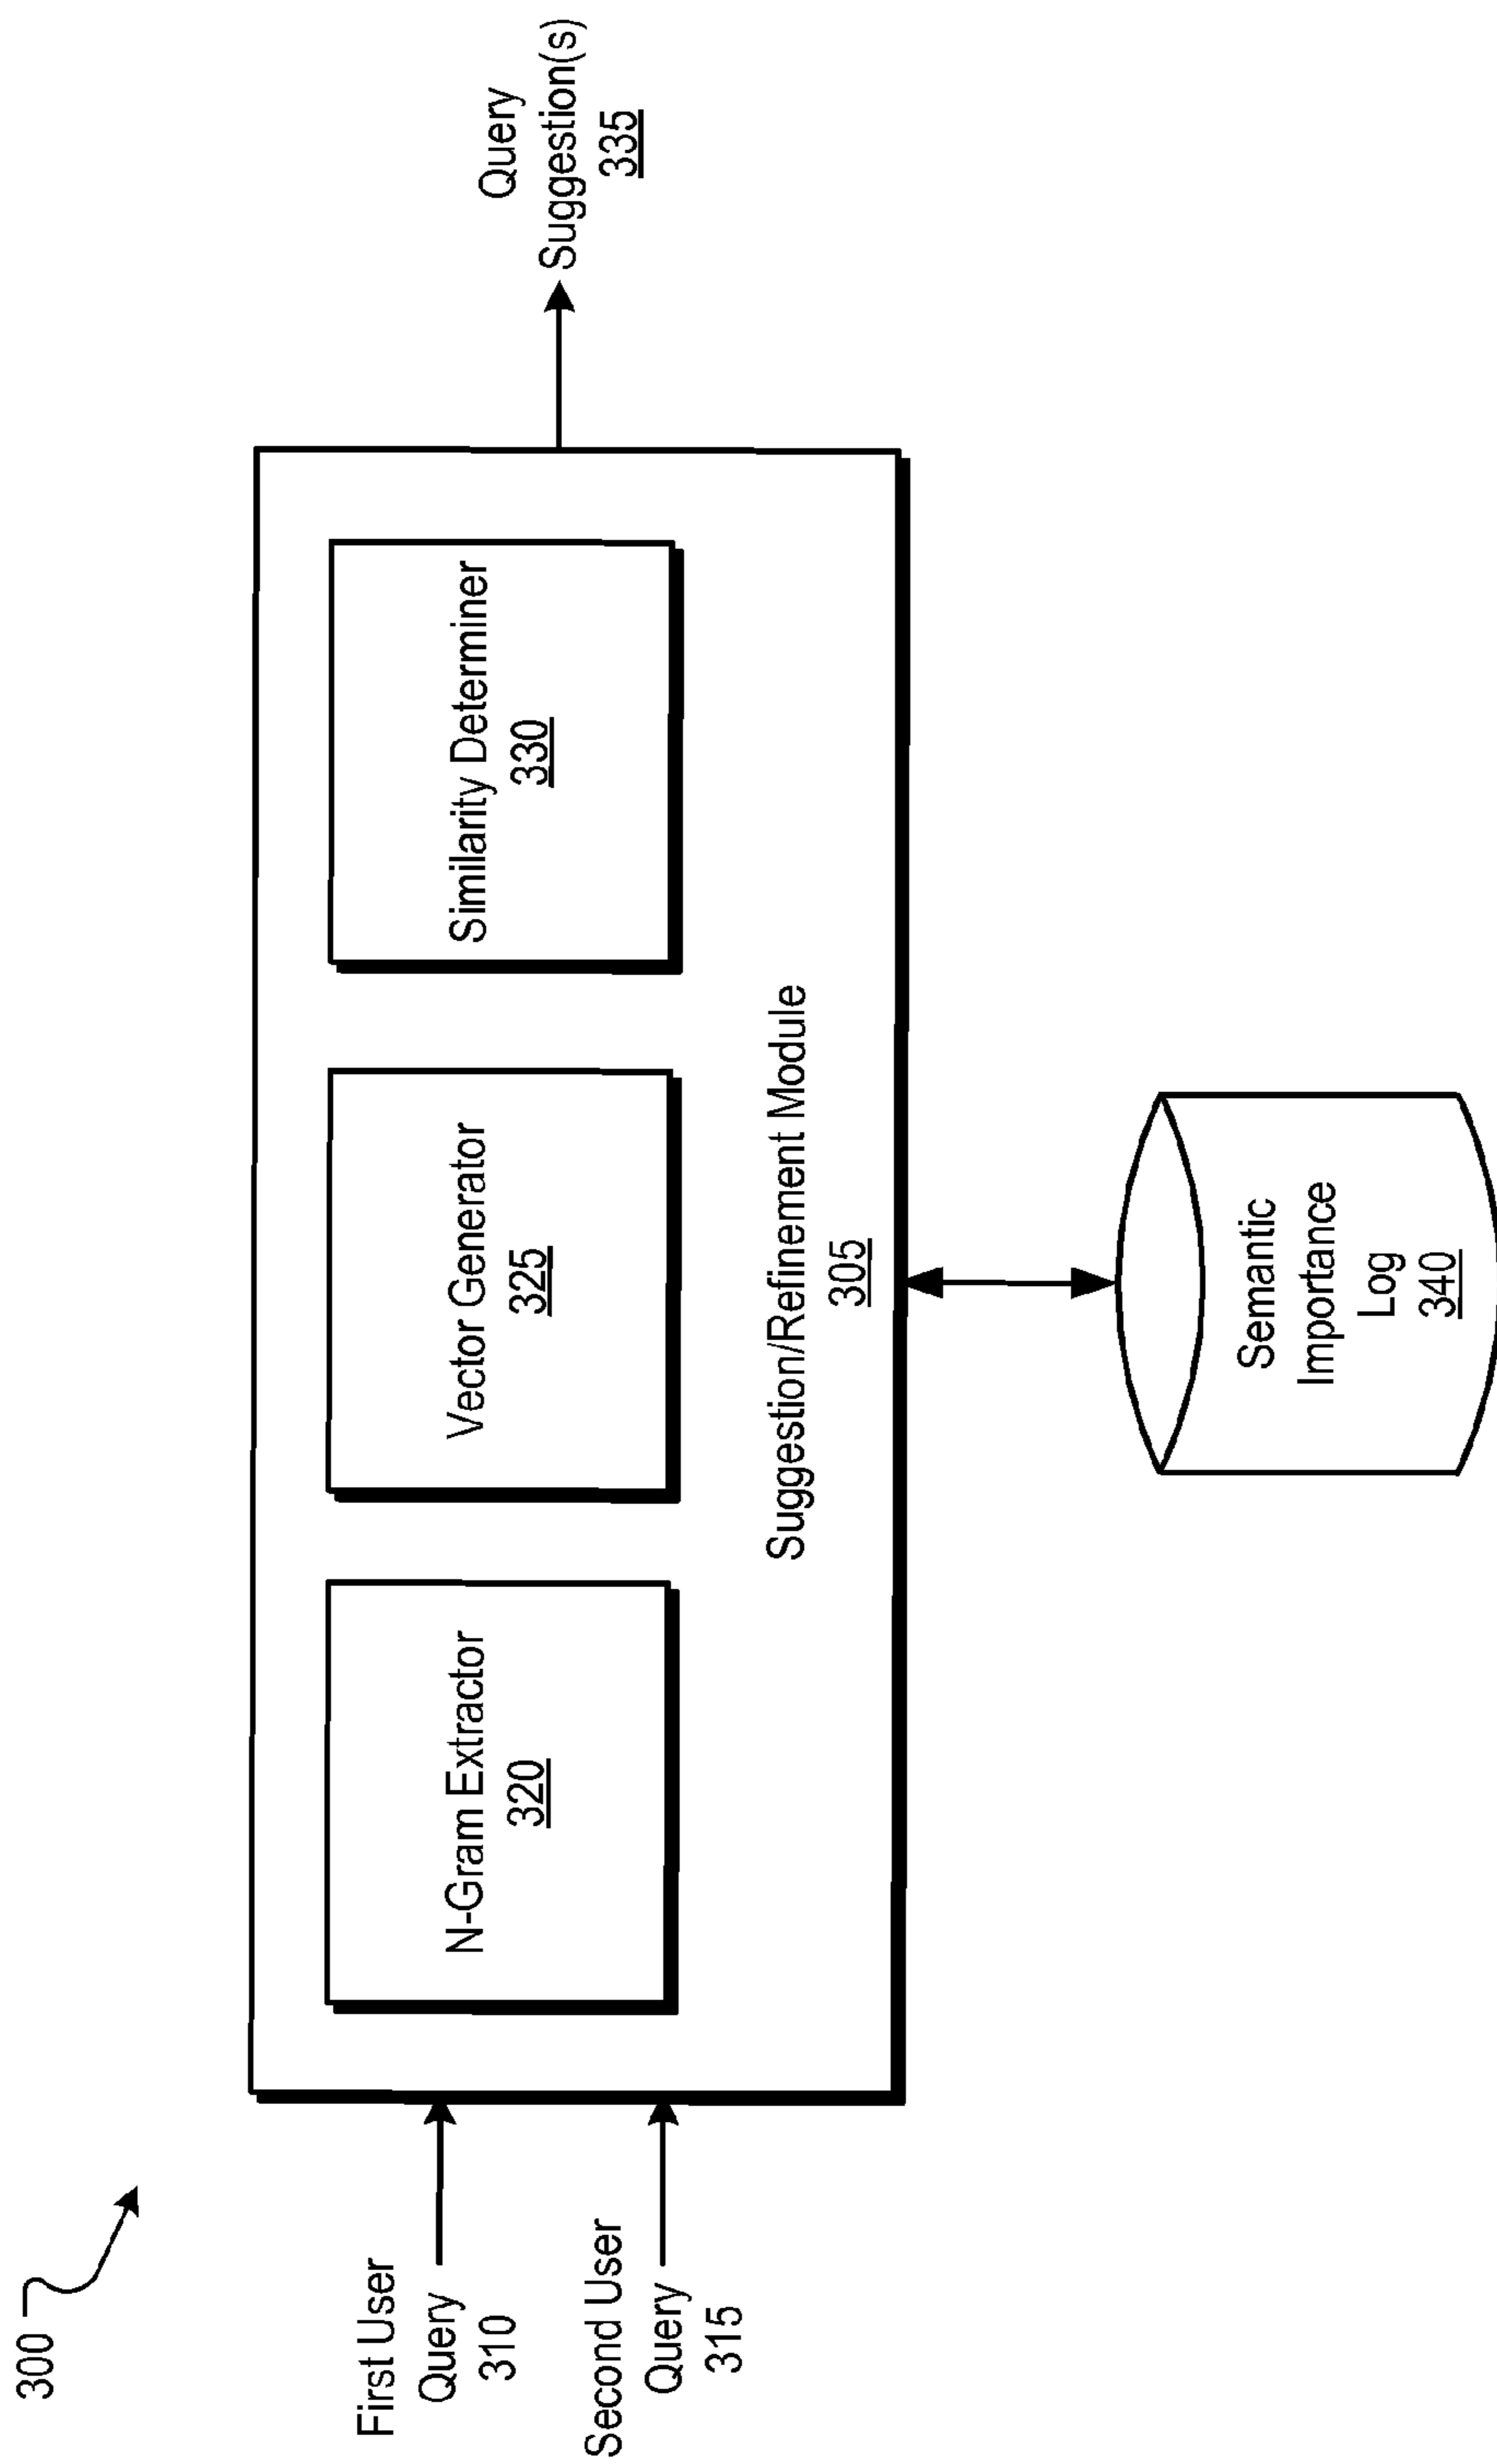 300
First User
Query
310
Second User
Query
315
N-Gram Extractor
320
Vector Generator
325
Similarity Determiner
330
Suggestion/Refinement Module
305
Query
Suggestion(s)
335
Semantic
Importance
Log
340